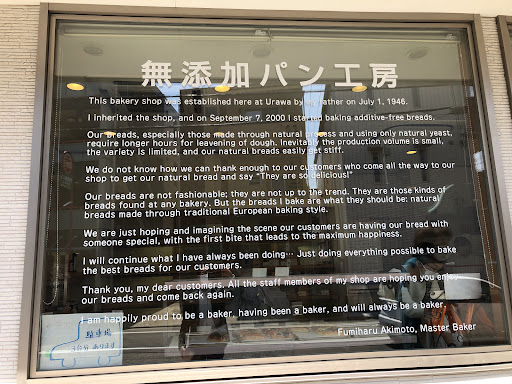 無添加パン工房
This bakery shop was established here at Urawa by my father on July 1, 1946.
I inherited the shop, and on September 7, 2000 I started baking additive-free breads.
Our breads, especially those made through natural process and using only natural yeast,
require longer hours for leavening of dough. Inevitably the production volume is small,
the variety is limited, and our natural breads easily get stiff.
We do not know how we can thank enough to our customers who come all the way to our
shop to get our natural bread and say "They are so delicious!"
Our breads are not fashionable; they are not up to the trend. They are those kinds of
breads found at any bakery. But the breads I bake are what they should be: natural
breads made through traditional European baking style.
We are just hoping and imagining the scene our customers are having our bread with
someone special, with the first bite that leads to the maximum happiness.
I will continue what I have always been doing… Just doing everything possible to bake
the best breads for our customers.
Thank you, my dear customers. All the staff members of my shop are hoping you enjoy
our breads and come back again.
I am happily proud to be a baker, having been a baker, and will always be a baker.
Fumiharu Akimoto, Master Baker